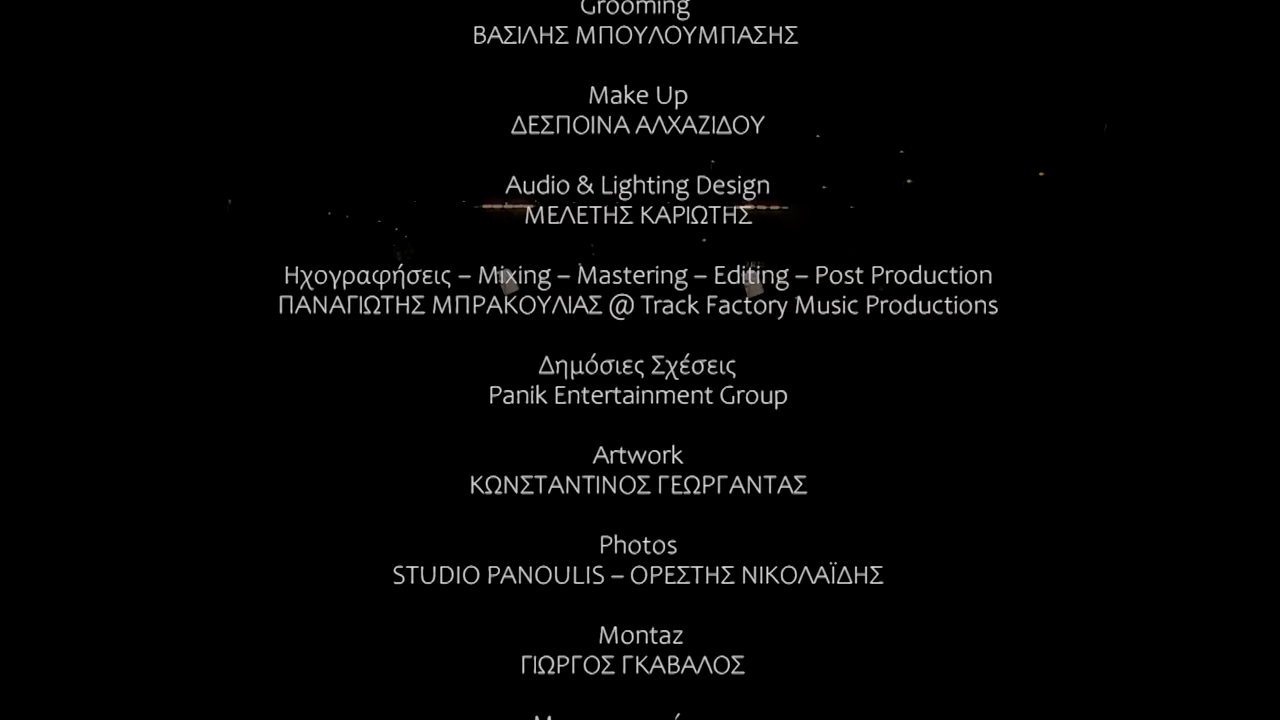 Grooming
ΒΑΣΙΛΗΣ ΜΠΟΥΛΟΥΜΠΑΣΗΣ
Make Up
ΔΕΣΠΟΙΝΑ ΑΛΧΑΖΙΔΟΥ
Audio & Lighting Design
ΜΕΛΕΤΗΣ ΚΑΡΙΩΤΗΣ
Ηχογραφήσεις – Mixing – Mastering – Editing – Post Production
ΠΑΝΑΓΙΩΤΗΣ ΜΠΡΑΚΟΥΛΙΑΣ @ Track Factory Music Productions
Δημόσιες Σχέσεις
Panik Entertainment Group
Artwork
ΚΩΝΣΤΑΝΤΙΝΟΣ ΓΕΩΡΓΑΝΤΑΣ
Photos
STUDIO PANOULIS – ΟΡΕΣΤΗΣ ΝΙΚΟΛΑΪΔΗΣ
Montaz
ΓΙΩΡΓΟΣ ΓΚΑΒΑΛΟΣ